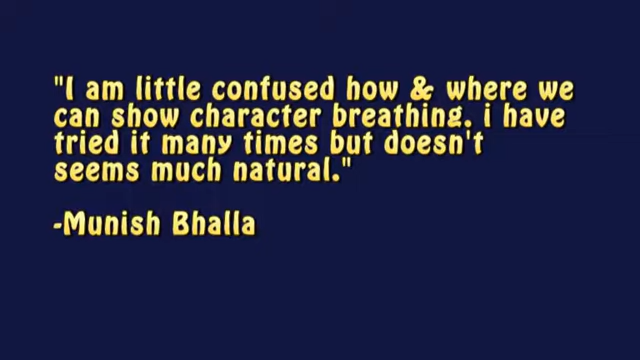 "I am little confused how & where we
can show character breathing. i have
tried it many times but doesn't
seems much natural."
-Munish Bhalla